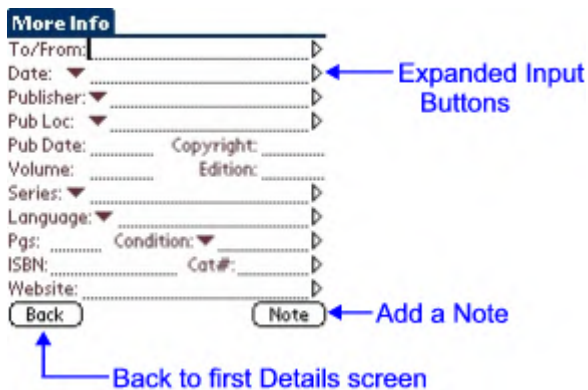 More Info
To/From:
Date:
Expanded Input
Buttons
Publisher:
Pub Loc:
Pub Date: Copyright:
Volume: Edition:
Series:
Language:
Pgs: Condition:
ISBN: Cat#:
Website:
Back Note
Add a Note
Back to first Details screen